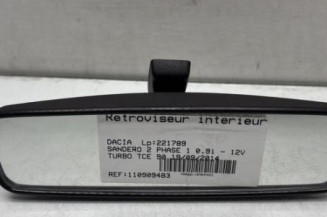 Retroviseur interieur
DACIA Lp:221789
SANDERO 2 PHASE 1 0.9i - 12V
TURBO TCE 90 19/09/2014
REF:110909483